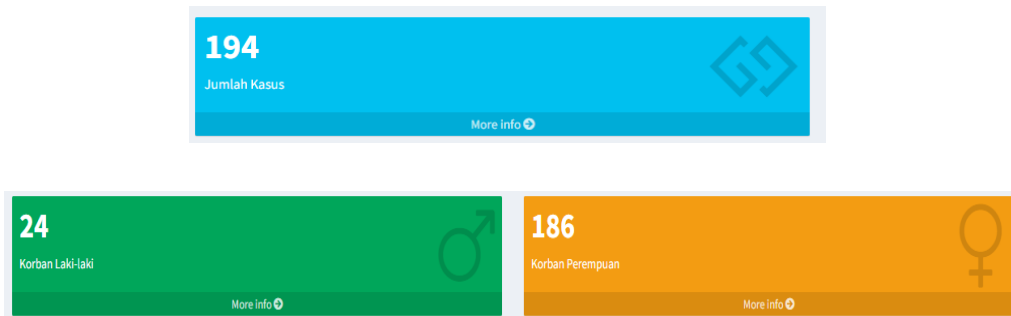 194
Jumlah Kasus
More info
24
Korban Laki-laki
More info
186
Korban Perempuan
More info